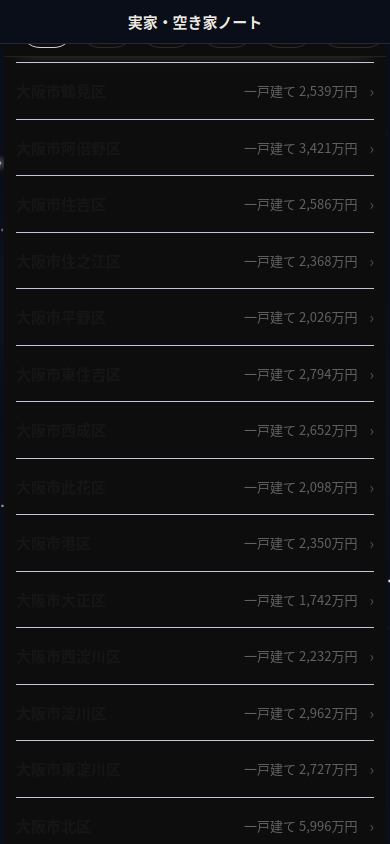 実家・空き家ノート
大阪市鶴見区 一戸建て 2,539万円 ›
大阪市阿倍野区 一戸建て 3,421万円 ›
大阪市住吉区 一戸建て 2,586万円 ›
大阪市住之江区 一戸建て 2,368万円 ›
大阪市平野区 一戸建て 2,026万円 ›
大阪市東住吉区 一戸建て 2,794万円 ›
大阪市西成区 一戸建て 2,652万円 ›
大阪市此花区 一戸建て 2,098万円 ›
大阪市港区 一戸建て 2,350万円 ›
大阪市大正区 一戸建て 1,742万円 ›
大阪市西淀川区 一戸建て 2,232万円 ›
大阪市淀川区 一戸建て 2,962万円 ›
大阪市東淀川区 一戸建て 2,727万円 ›
大阪市北区 一戸建て 5,996万円 ›